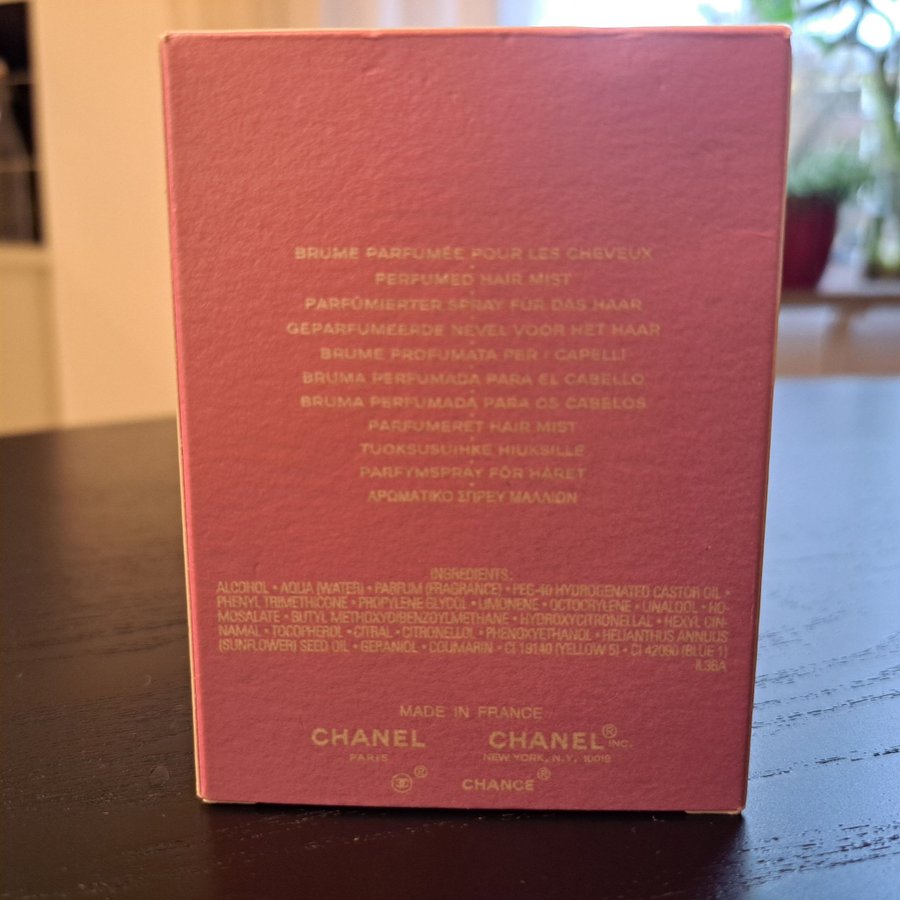 BRUME PARFUMÉE POUR LES CHEVEUX
PERFUMED HAIR MIST
PARFÜMIERTER SPRAY FÜR DAS HAAR
GEPARFUMEERDE NEVEL VOOR HET HAAR
BRUME PROFUMATA PER I CAPELLI
BRUMA PERFUMADA PARA EL CABELLO
BRUMA PERFUMADA PARA OS CABELOS
PARFUMERET HAIR MIST
TUOKSUSUIHKE HIUKSILLE
PARFYMSPRAY FÖR HÅRET
ΑΡΩΜΑΤΙΚΟ ΣΠΡΕΥ ΜΑΛΛΙΩΝ
INGREDIENTS:
ALCOHOL • AQUA (WATER) • PARFUM (FRAGRANCE) • PEG-40 HYDROGENATED CASTOR OIL •
PHENYL TRIMETHICONE • PROPYLENE GLYCOL • LIMONENE • OCTOCRYLENE • LINALOOL • HO-
MOSALATE • BUTYL METHOXYDIBENZOYLMETHANE • HYDROXYCITRONELLAL • HEXYL CIN-
NAMAL • TOCOPHEROL • CITRAL • CITRONELLOL • PHENOXYETHANOL • HELIANTHUS ANNUUS
(SUNFLOWER) SEED OIL • GERANIOL • COUMARIN • CI 19140 (YELLOW 5) • CI 42090 (BLUE 1)
IL36A
MADE IN FRANCE
CHANEL CHANEL® INC.
PARIS NEW YORK, N.Y. 10019
® CHANCE®